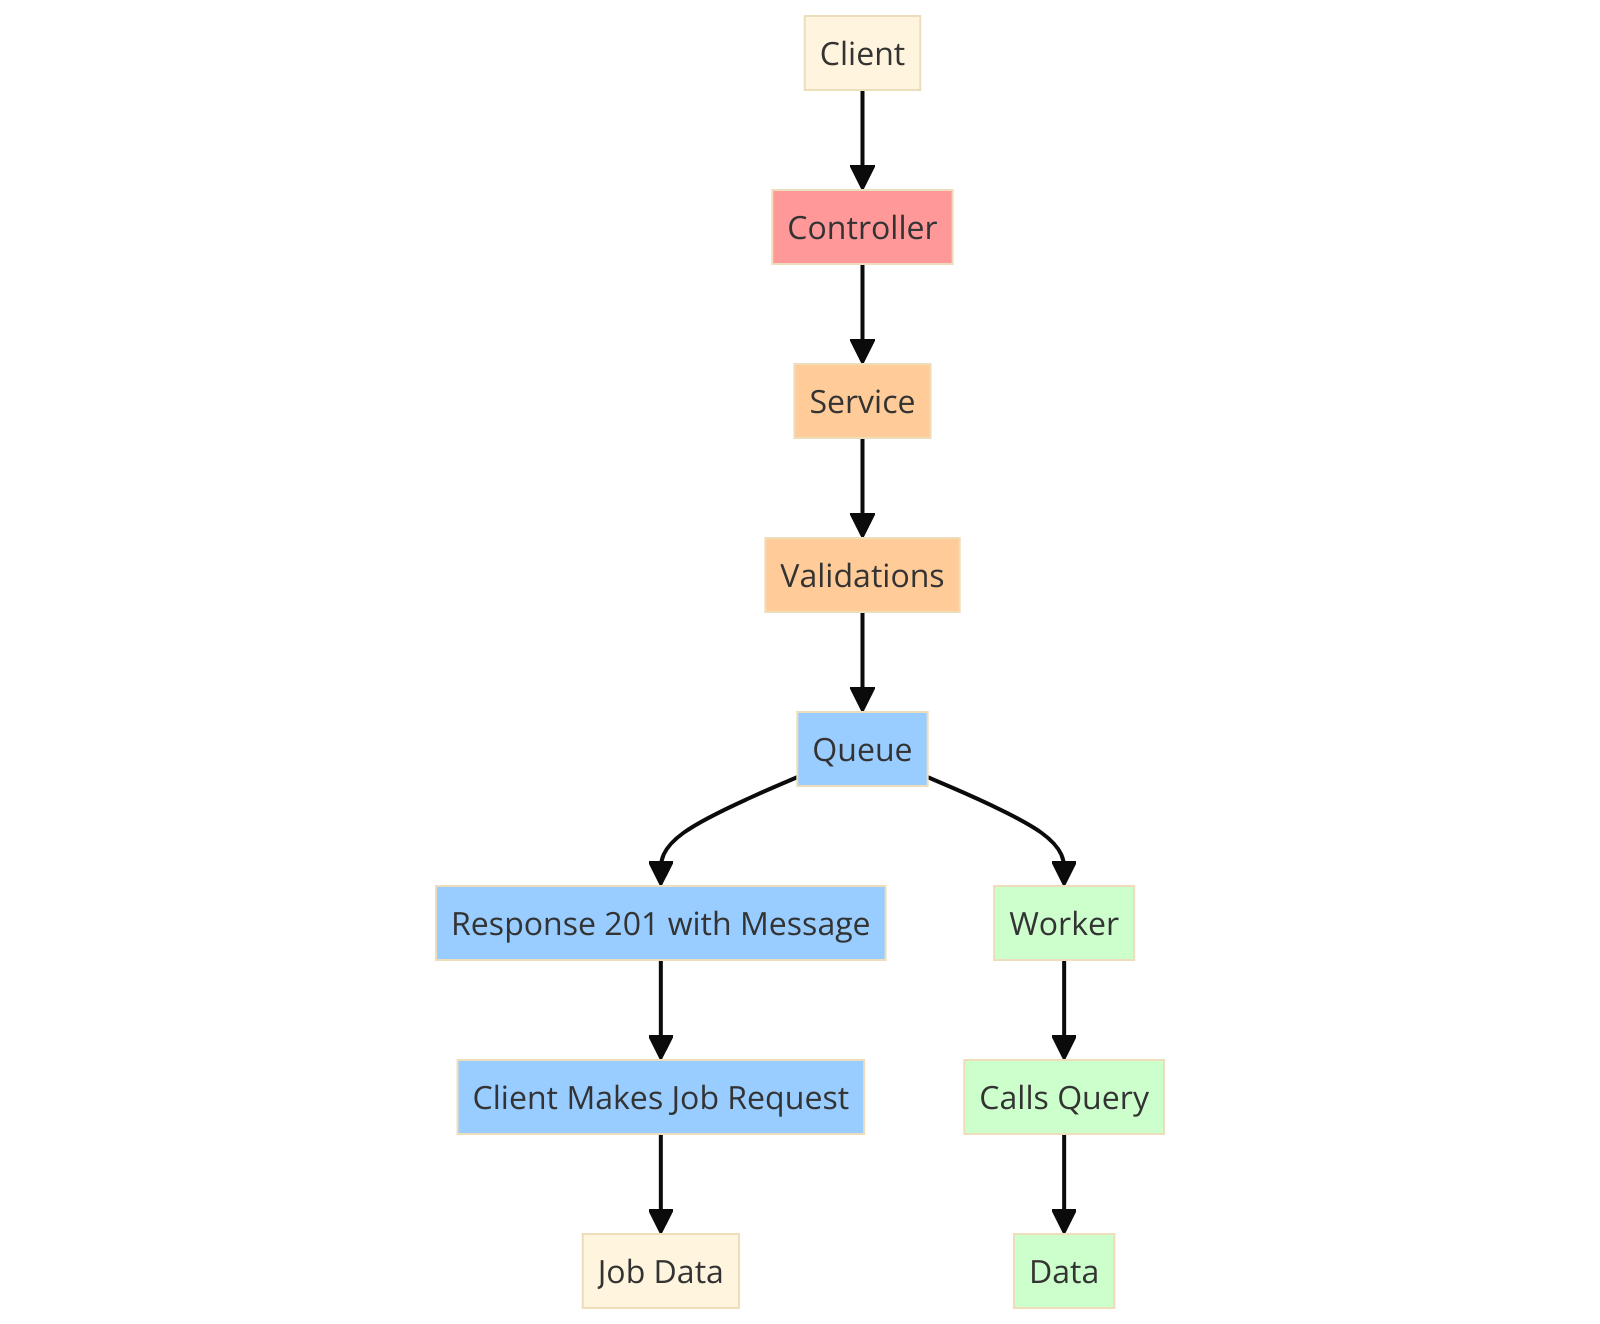 Client
Controller
Service
Validations
Queue
Response 201 with Message
Worker
Client Makes Job Request
Calls Query
Job Data
Data